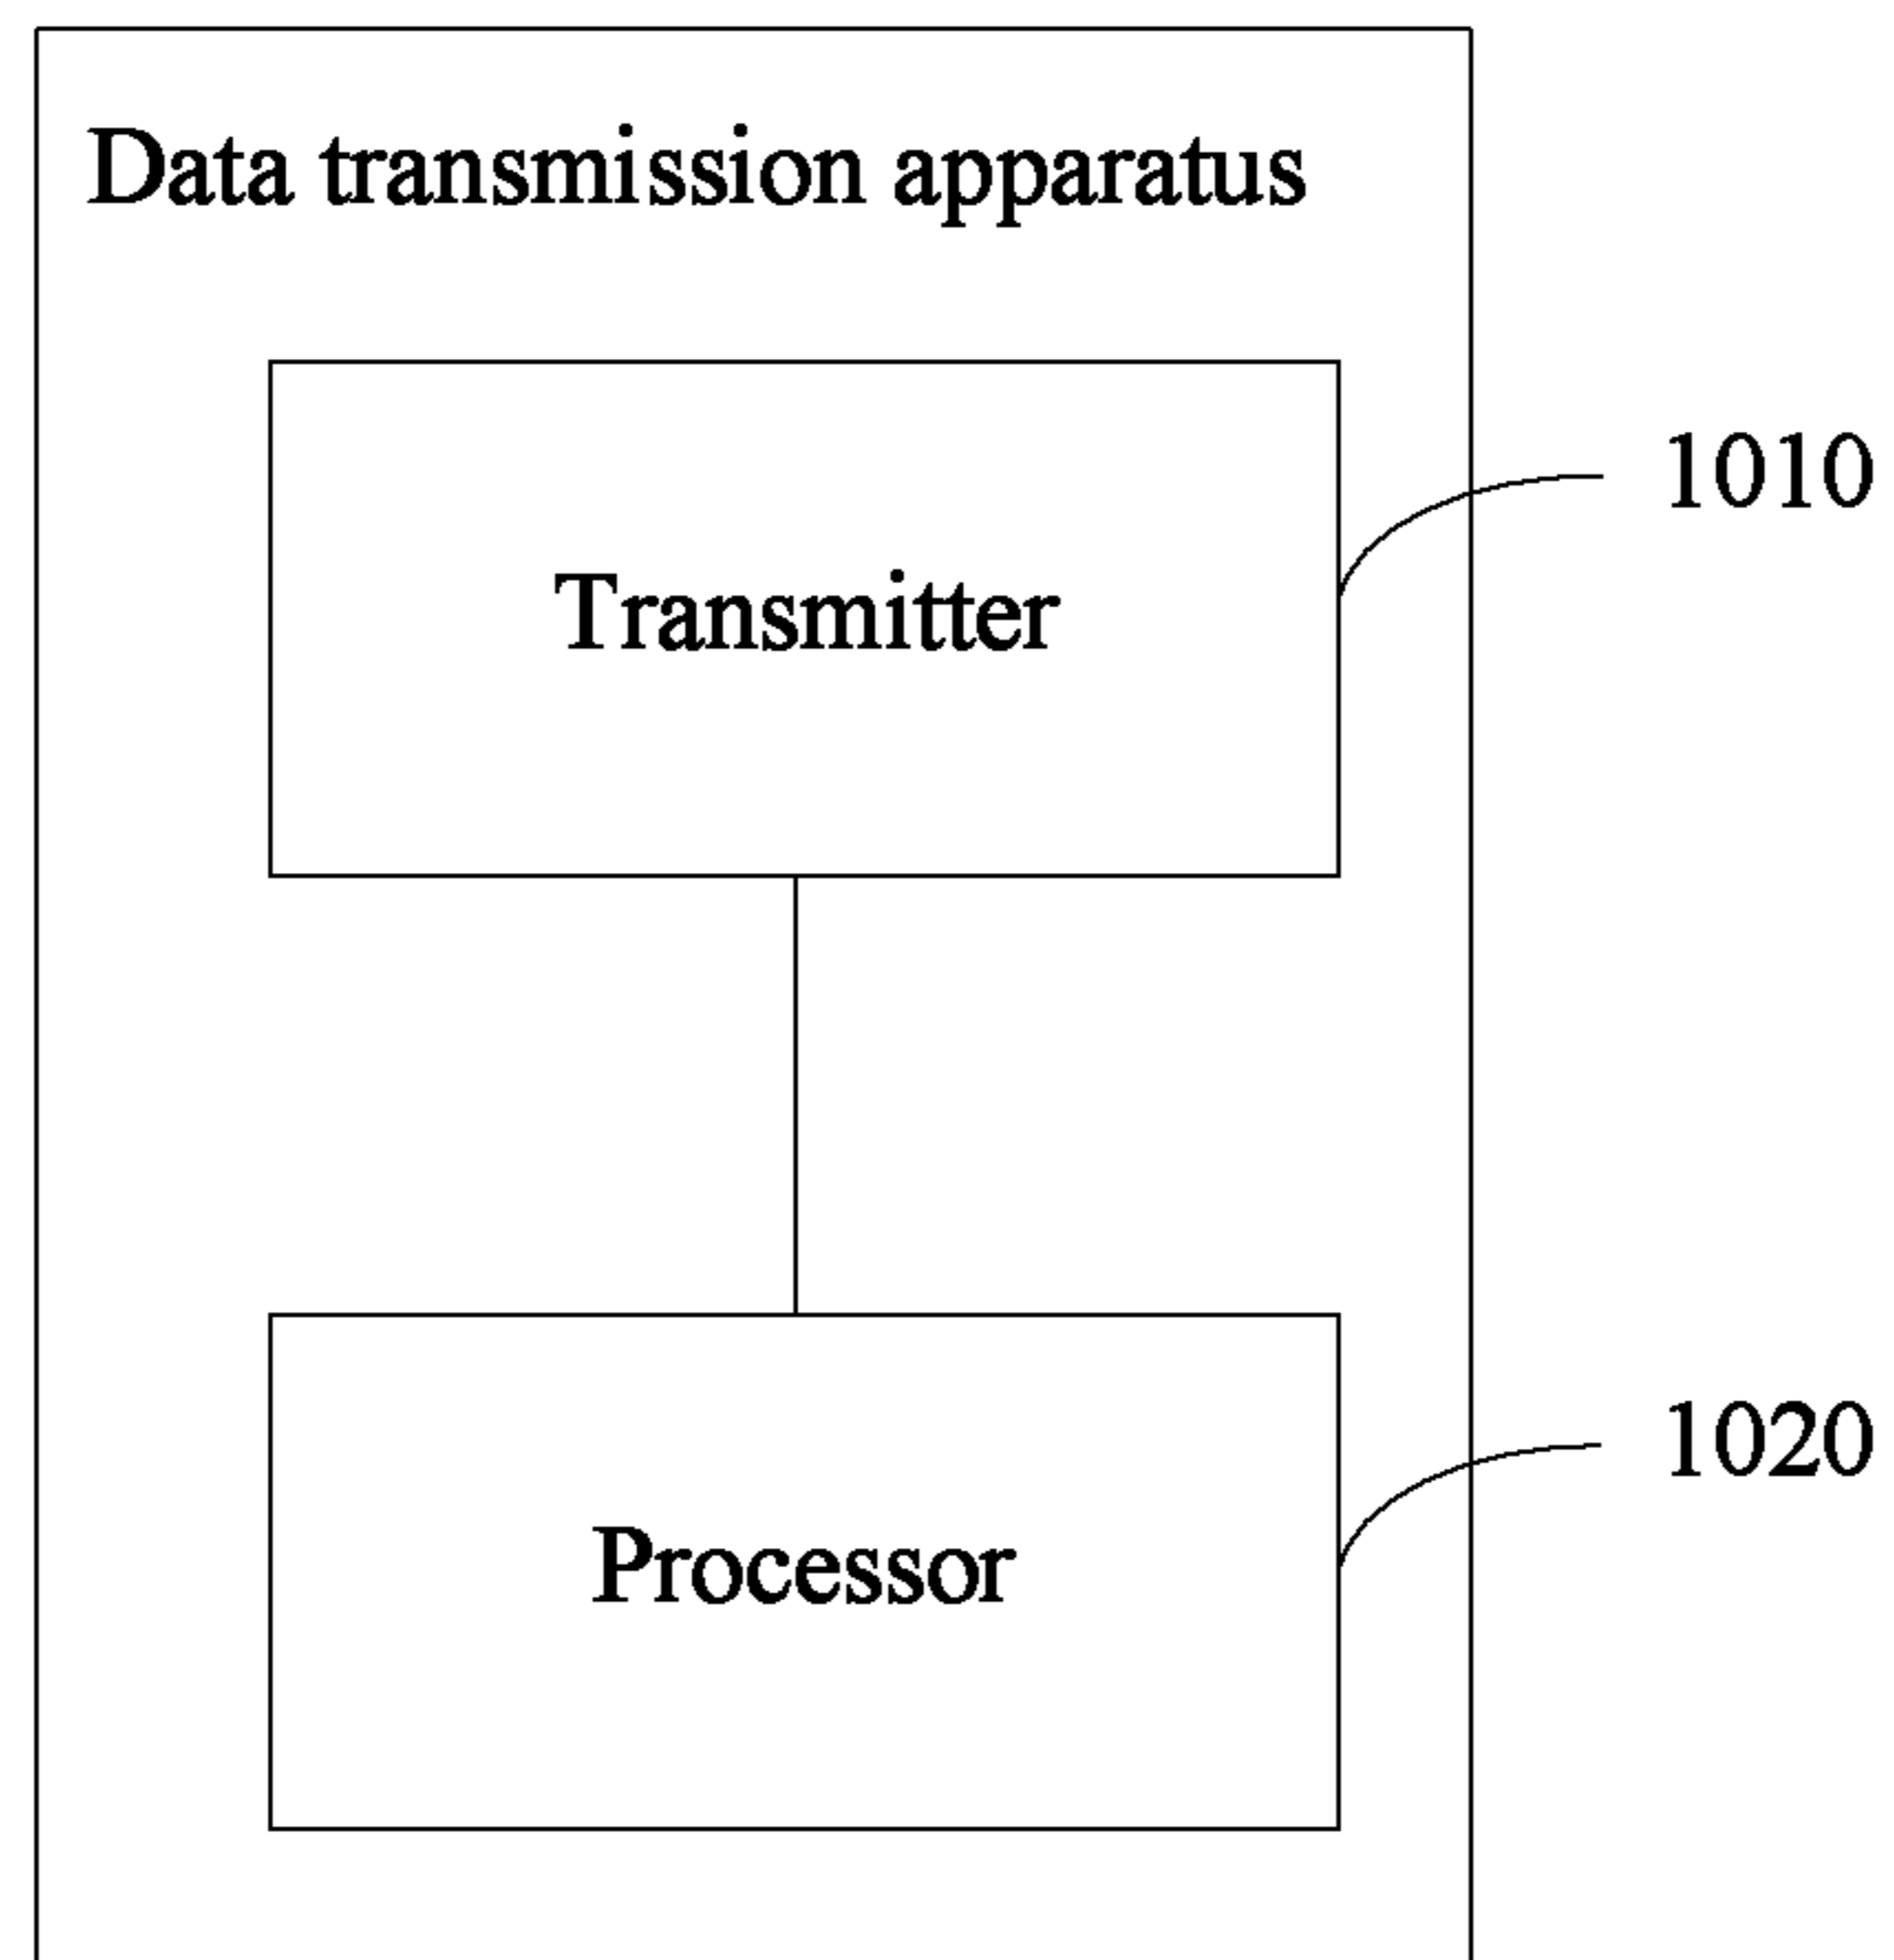 Data transmission apparatus
1010
Transmitter
1020
Processor